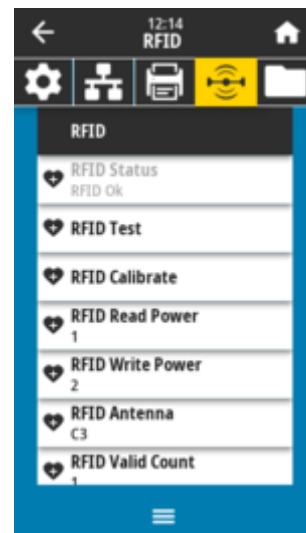 12:14
RFID
RFID
RFID Status
RFID Ok
RFID Test
RFID Calibrate
RFID Read Power
1
RFID Write Power
2
RFID Antenna
C3
RFID Valid Count
1